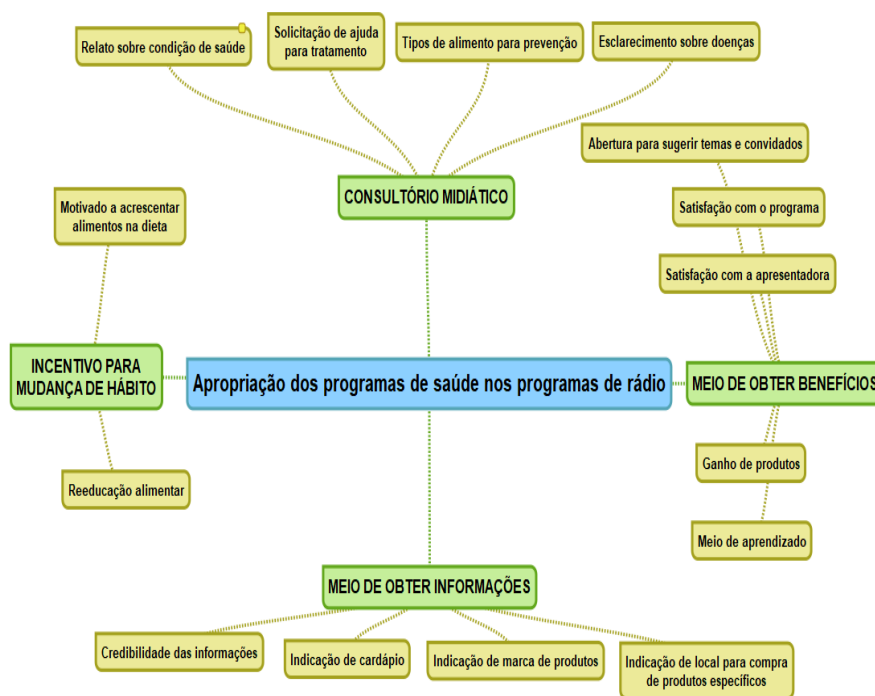 Relato sobre condição de saúde
Solicitação de ajuda
para tratamento
Tipos de alimento para prevenção
Esclarecimento sobre doenças
Abertura para sugerir temas e convidados
CONSULTÓRIO MIDIÁTICO
Motivado a acrescentar
alimentos na dieta
Satisfação com o programa
Satisfação com a apresentadora
INCENTIVO PARA
MUDANÇA DE HÁBITO
Apropriação dos programas de saúde nos programas de rádio
MEIO DE OBTER BENEFÍCIOS
Ganho de produtos
Reeducação alimentar
Meio de aprendizado
MEIO DE OBTER INFORMAÇÕES
Credibilidade das informações
Indicação de cardápio
Indicação de marca de produtos
Indicação de local para compra
de produtos específicos